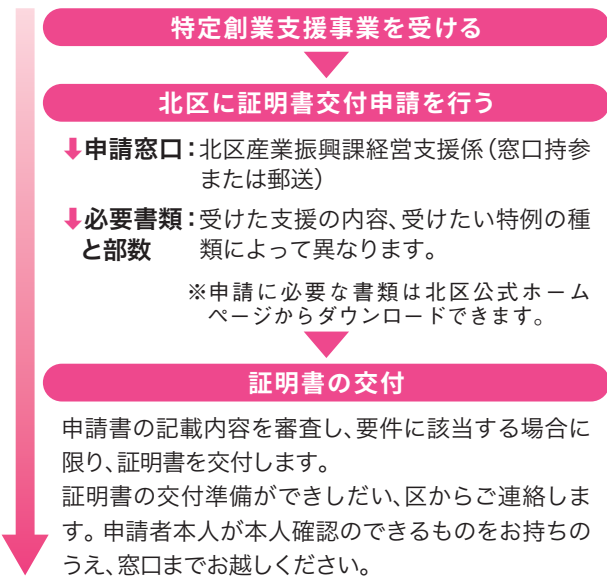 特定創業支援事業を受ける
北区に証明書交付申請を行う
申請窓口：北区産業振興課経営支援係（窓口持参
または郵送）
必要書類：受けた支援の内容、受けたい特例の種
と部数 類によって異なります。
※申請に必要な書類は北区公式ホーム
ページからダウンロードできます。
証明書の交付
申請書の記載内容を審査し、要件に該当する場合に
限り、証明書を交付します。
証明書の交付準備ができしだい、区からご連絡しま
す。申請者本人が本人確認のできるものをお持ちの
うえ、窓口までお越しください。